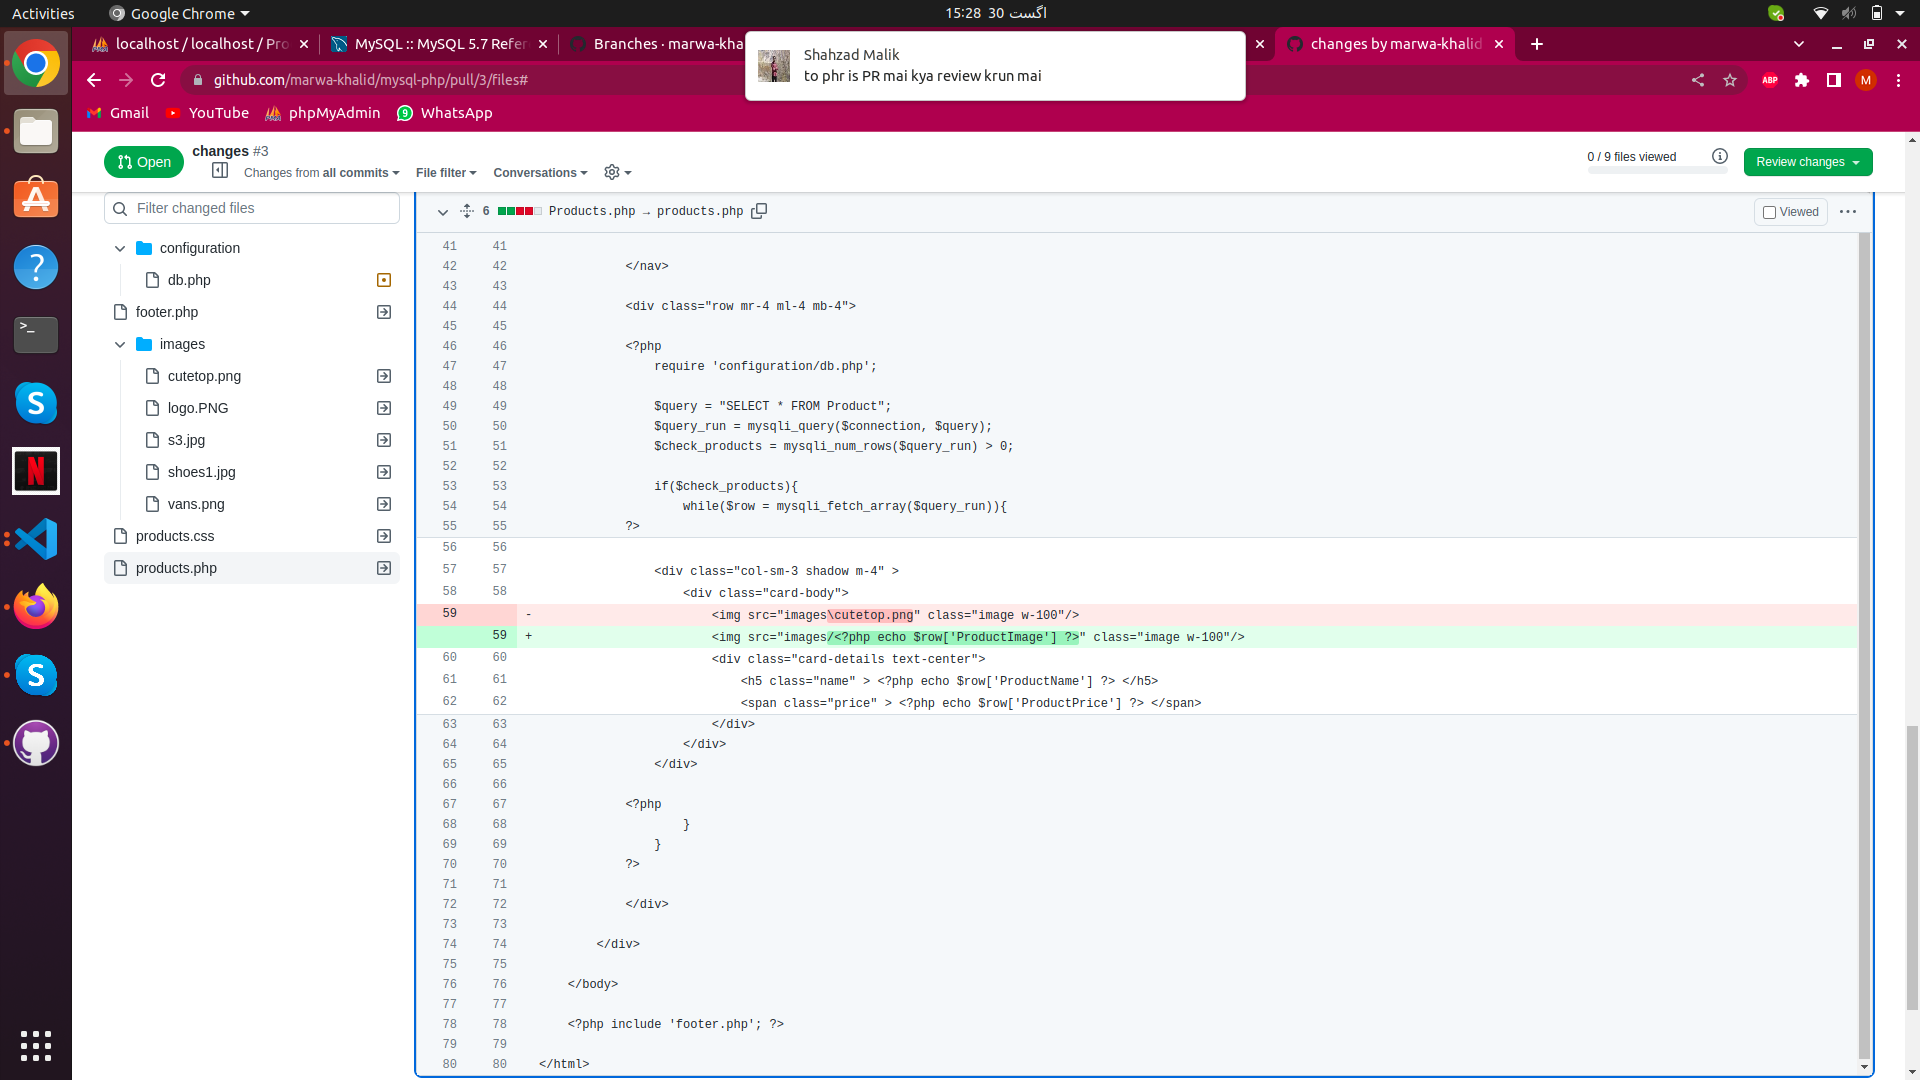 Activities
Google Chrome
15:28  30 اگست
localhost / localhost / Pro
MySQL :: MySQL 5.7 Refer
Branches · marwa-kha
changes by marwa-khalid
Shahzad Malik
to phr is PR mai kya review krun mai
github.com/marwa-khalid/mysql-php/pull/3/files#
ABP
M
Gmail
YouTube
phpMyAdmin
9
WhatsApp
Open
changes #3
Changes from all commits
File filter
Conversations
0 / 9 files viewed
Review changes
Filter changed files
configuration
db.php
footer.php
images
cutetop.png
logo.PNG
s3.jpg
shoes1.jpg
vans.png
products.css
products.php
6 Products.php → products.php
Viewed
41 41
42 42 </nav>
43 43
44 44 <div class="row mr-4 ml-4 mb-4">
45 45
46 46 <?php
47 47 require 'configuration/db.php';
48 48
49 49 $query = "SELECT * FROM Product";
50 50 $query_run = mysqli_query($connection, $query);
51 51 $check_products = mysqli_num_rows($query_run) > 0;
52 52
53 53 if($check_products){
54 54 while($row = mysqli_fetch_array($query_run)){
55 55 ?>
56 56
57 57 <div class="col-sm-3 shadow m-4" >
58 58 <div class="card-body">
59 - <img src="images\cutetop.png" class="image w-100"/>
59 + <img src="images/<?php echo $row['ProductImage'] ?>" class="image w-100"/>
60 60 <div class="card-details text-center">
61 61 <h5 class="name" > <?php echo $row['ProductName'] ?> </h5>
62 62 <span class="price" > <?php echo $row['ProductPrice'] ?> </span>
63 63 </div>
64 64 </div>
65 65 </div>
66 66
67 67 <?php
68 68 }
69 69 }
70 70 ?>
71 71
72 72 </div>
73 73
74 74 </div>
75 75
76 76 </body>
77 77
78 78 <?php include 'footer.php'; ?>
79 79
80 80 </html>